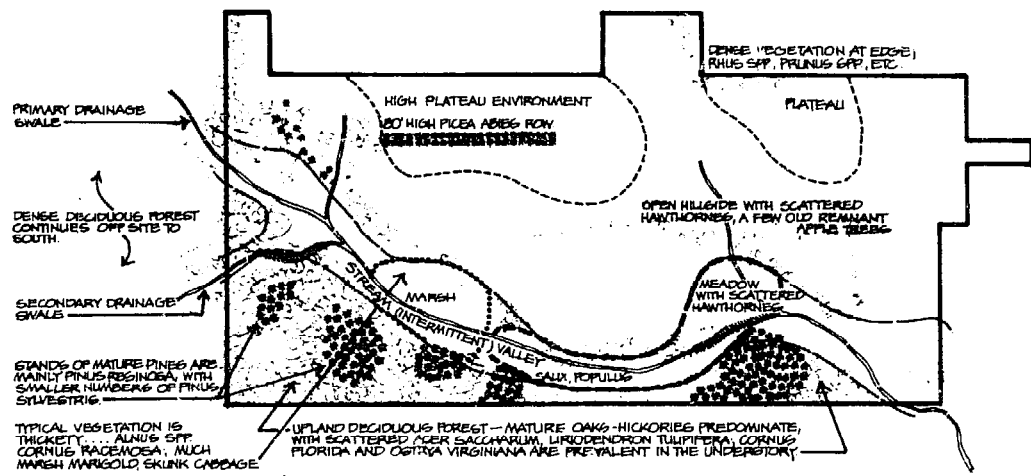 DENSE VEGETATION AT EDGE;
RHUS SPP, PRUNUS SPP, ETC.
HIGH PLATEAU ENVIRONMENT
80' HIGH PICEA ABIES ROW
PLATEAU
PRIMARY DRAINAGE
SWALE
DENSE DECIDUOUS FOREST
CONTINUES OFF SITE TO
SOUTH.
OPEN HILLSIDE WITH SCATTERED
HAWTHORNES, A FEW OLD REMNANT
APPLE TREES
SECONDARY DRAINAGE
SWALE
MARSH
STREAM (INTERMITTENT) VALLEY
MEADOW
WITH SCATTERED
HAWTHORNES.
SALIX, POPULUS
STANDS OF MATURE PINES ARE
MAINLY PINUS RESINOSA, WITH
SMALLER NUMBERS OF PINUS
SYLVESTRIS.
TYPICAL VEGETATION IS
THICKETY.... ALNUS SPP.
CORNUS RACEMOSA; MUCH
MARSH MARIGOLD, SKUNK CABBAGE
UPLAND DECIDUOUS FOREST - MATURE OAKS-HICKORIES PREDOMINATE,
WITH SCATTERED ACER SACCHARUM, LIRIODENDRON TULIPIFERA; CORNUS
FLORIDA AND OSTRYA VIRGINIANA ARE PREVALENT IN THE UNDERSTORY.